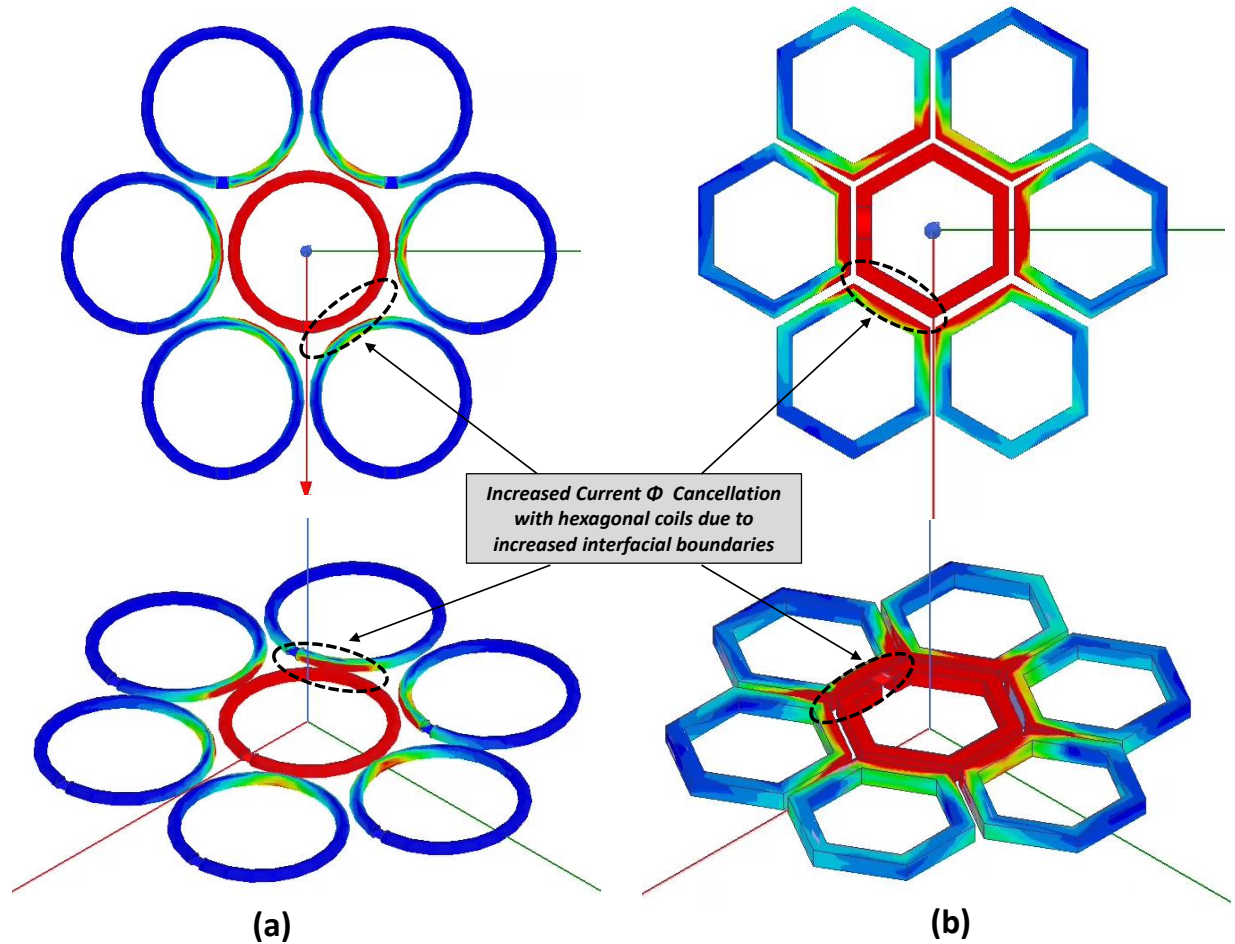 Increased Current Φ Cancellation
with hexagonal coils due to
increased interfacial boundaries
(a)
(b)